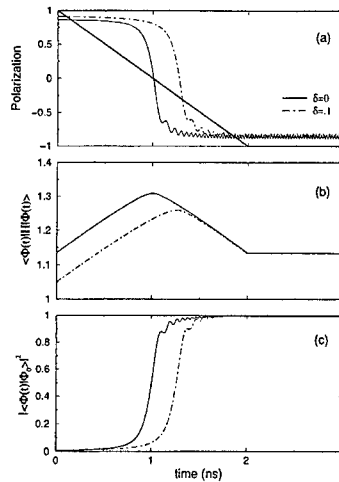 1
0.5
0
−0.5
−1
Polarization
(a)
δ=0
δ=.1
1.4
1.3
1.2
1.1
1
(b)
1
0.8
0.6
0.4
0.2
0
|<Φ(t)|Φ₀>|²
(c)
0
1
2
time (ns)